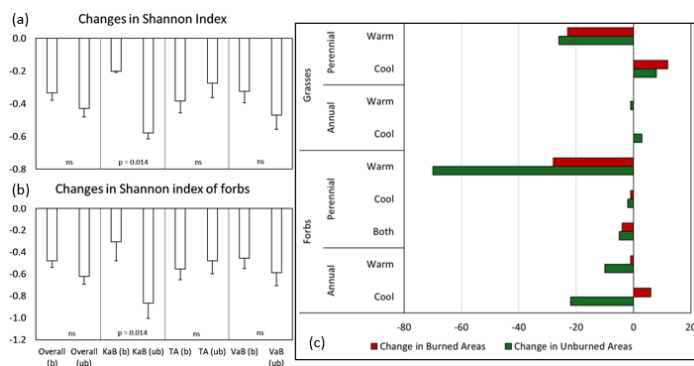 (a)
Changes in Shannon Index
0.0
-0.2
-0.4
-0.6
-0.8
ns
p = 0.014
ns
ns
(b)
Changes in Shannon index of forbs
0.0
-0.2
-0.4
-0.6
-0.8
-1.0
-1.2
ns
p = 0.014
ns
ns
Overall (b)
Overall (ub)
KaB (b)
KaB (ub)
TA (b)
TA (ub)
VaB (b)
VaB (ub)
Grasses
Perennial
Warm
Cool
Annual
Warm
Cool
Forbs
Perennial
Warm
Cool
Both
Annual
Warm
Cool
-80
-60
-40
-20
0
20
(c)
Change in Burned Areas
Change in Unburned Areas